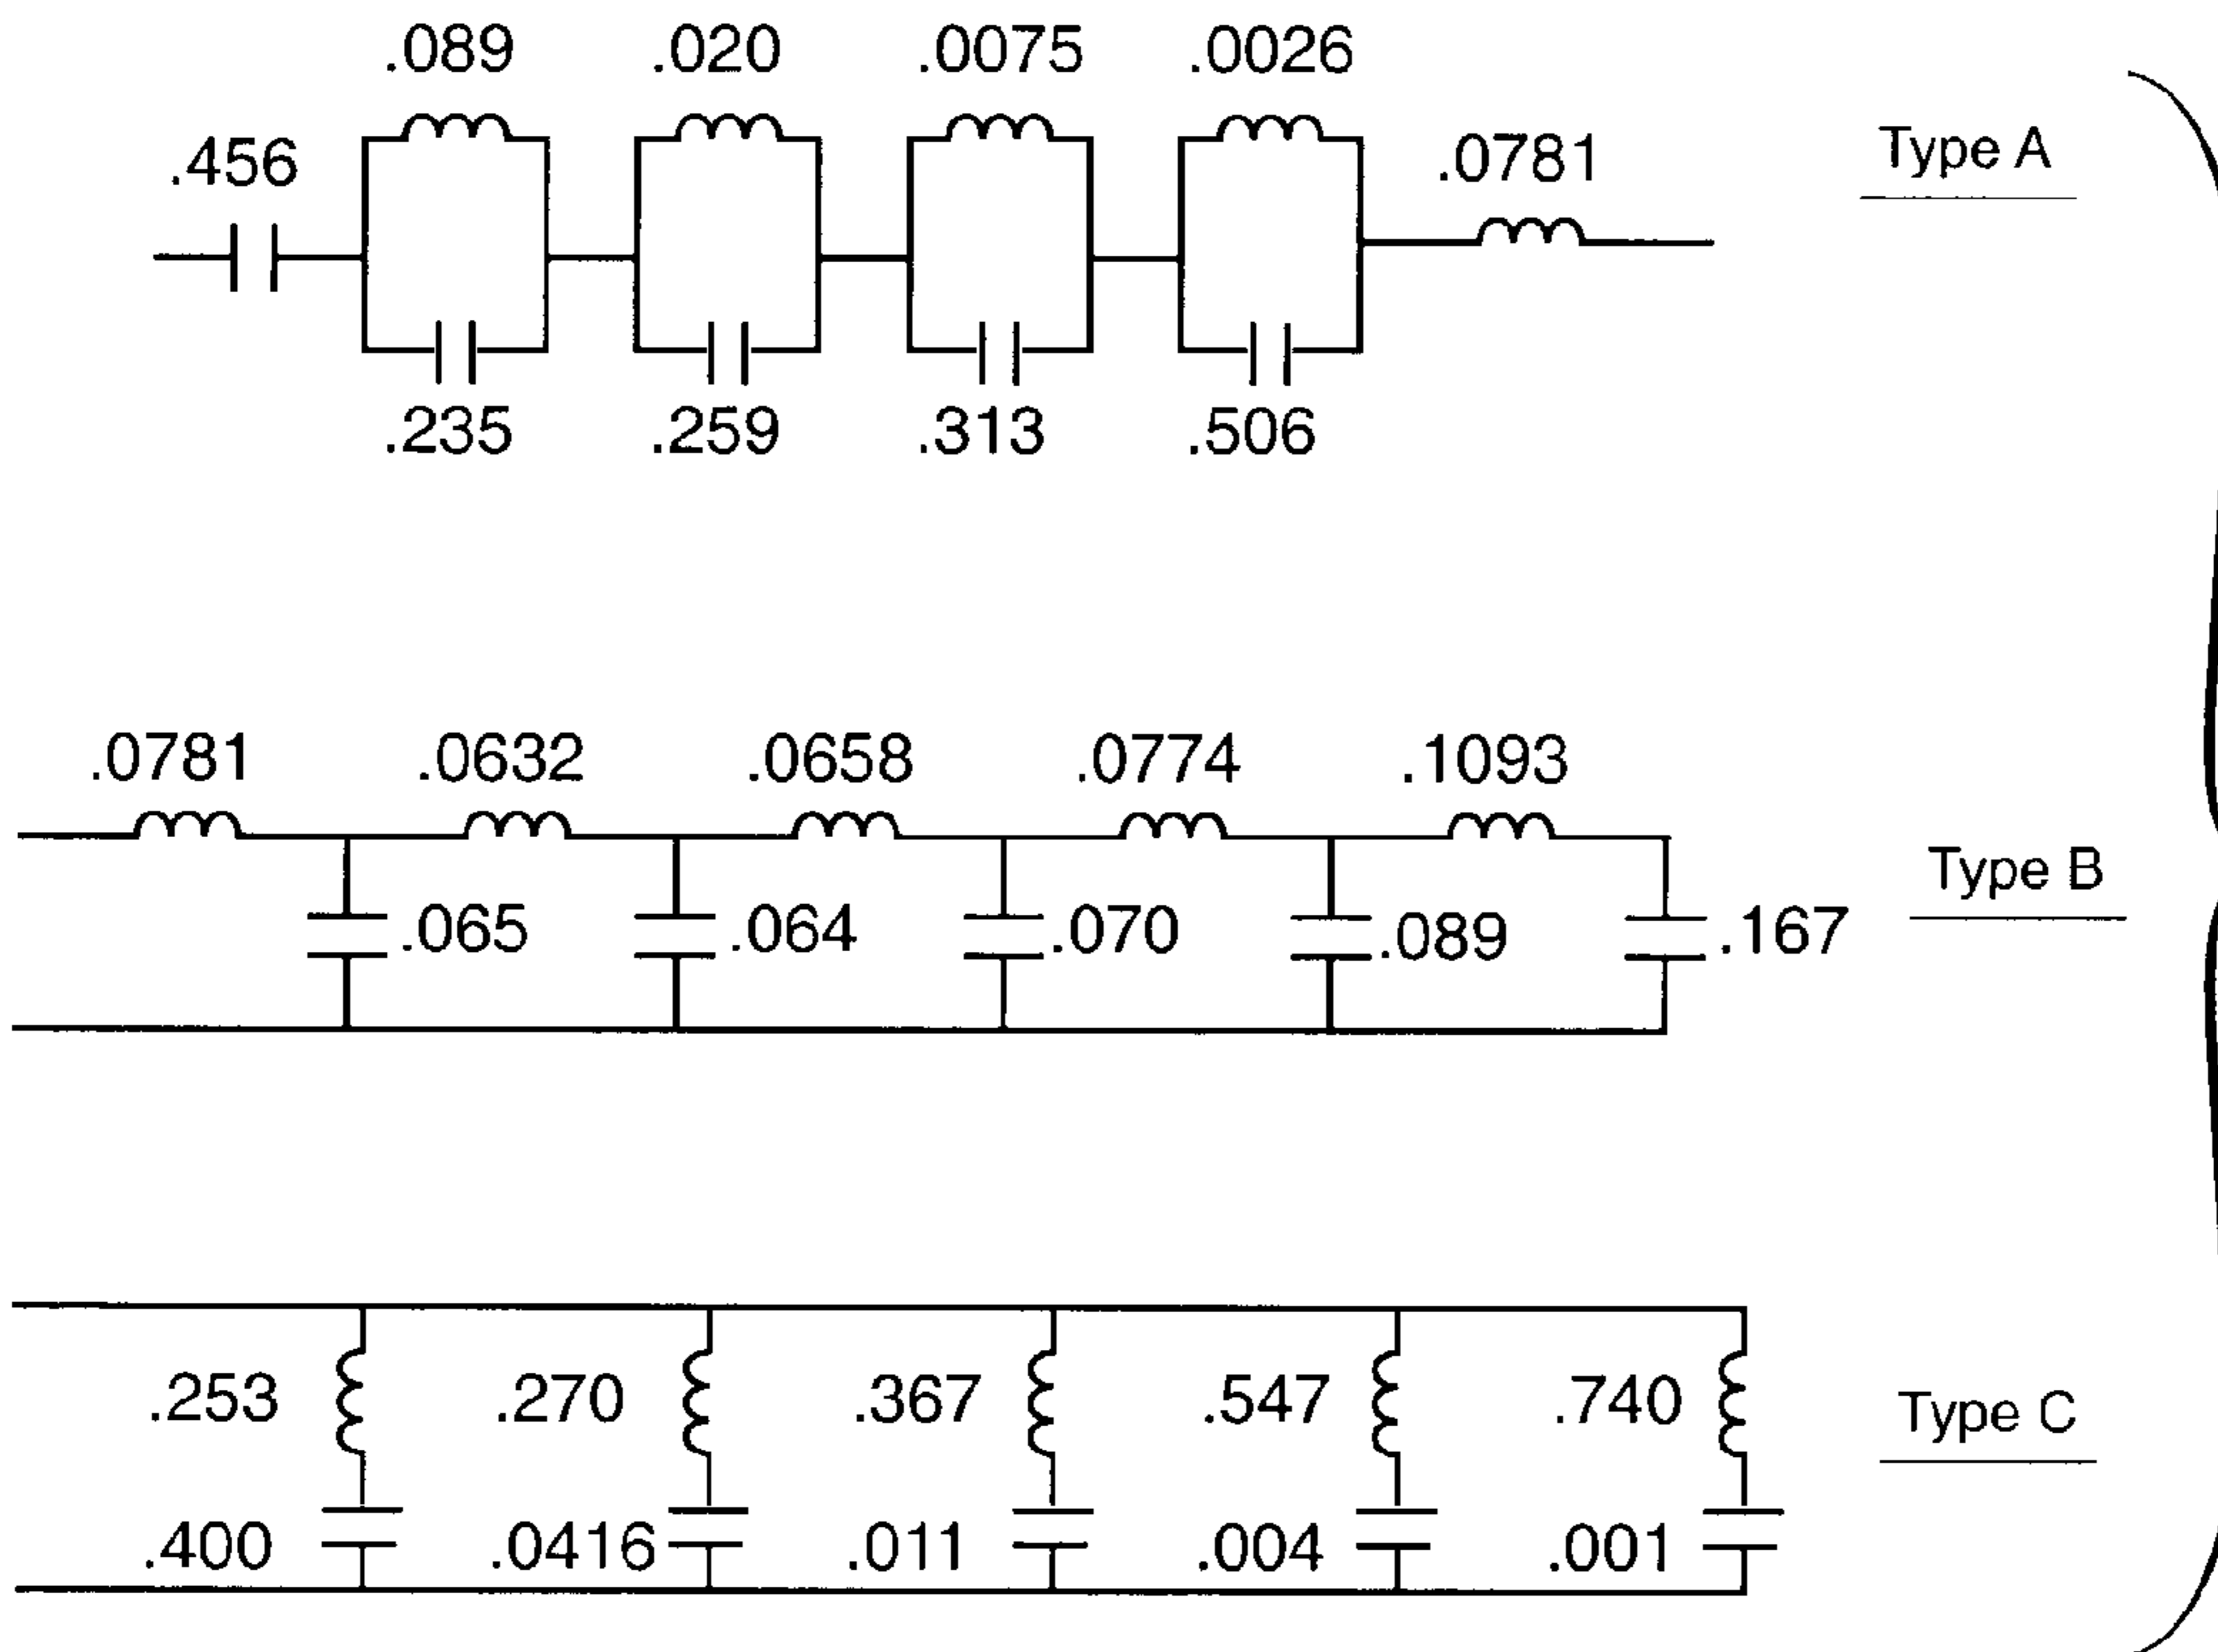 .089 .020 .0075 .0026
.456 .0781 Type A
.235 .259 .313 .506
.0781 .0632 .0658 .0774 .1093
Type B
.065 .064 .070 .089 .167
.253 .270 .367 .547 .740 Type C
.400 .0416 .011 .004 .001